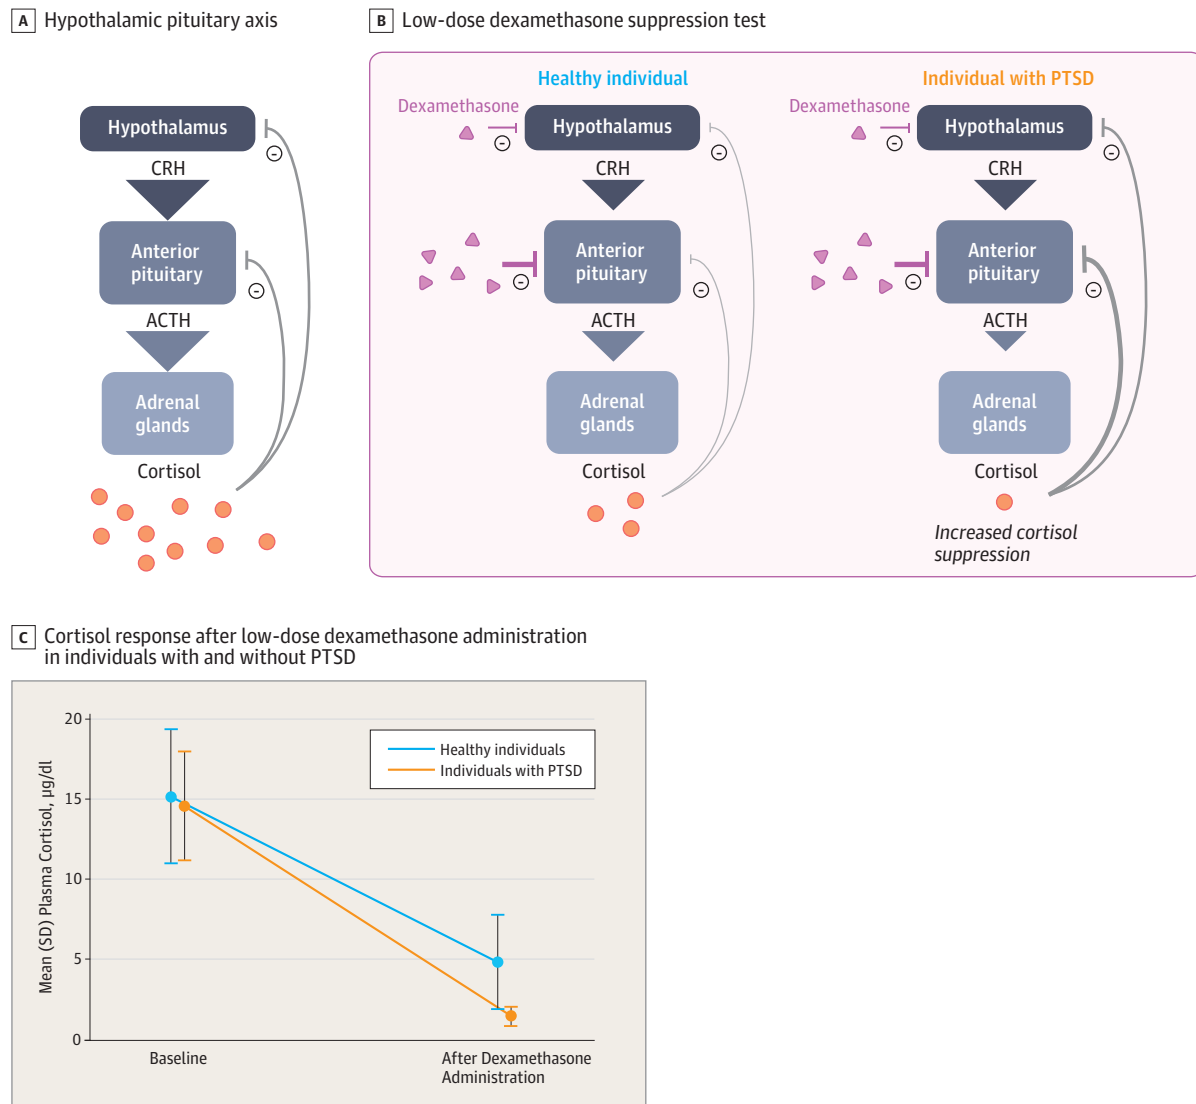 A Hypothalamic pituitary axis
Hypothalamus
CRH
Anterior
pituitary
ACTH
Adrenal
glands
Cortisol
B Low-dose dexamethasone suppression test
Healthy individual
Dexamethasone
Hypothalamus
CRH
Anterior
pituitary
ACTH
Adrenal
glands
Cortisol
Individual with PTSD
Dexamethasone
Hypothalamus
CRH
Anterior
pituitary
ACTH
Adrenal
glands
Cortisol
Increased cortisol
suppression
C Cortisol response after low-dose dexamethasone administration
in individuals with and without PTSD
Mean (SD) Plasma Cortisol, µg/dl
20
15
10
5
0
Healthy individuals
Individuals with PTSD
Baseline
After Dexamethasone
Administration